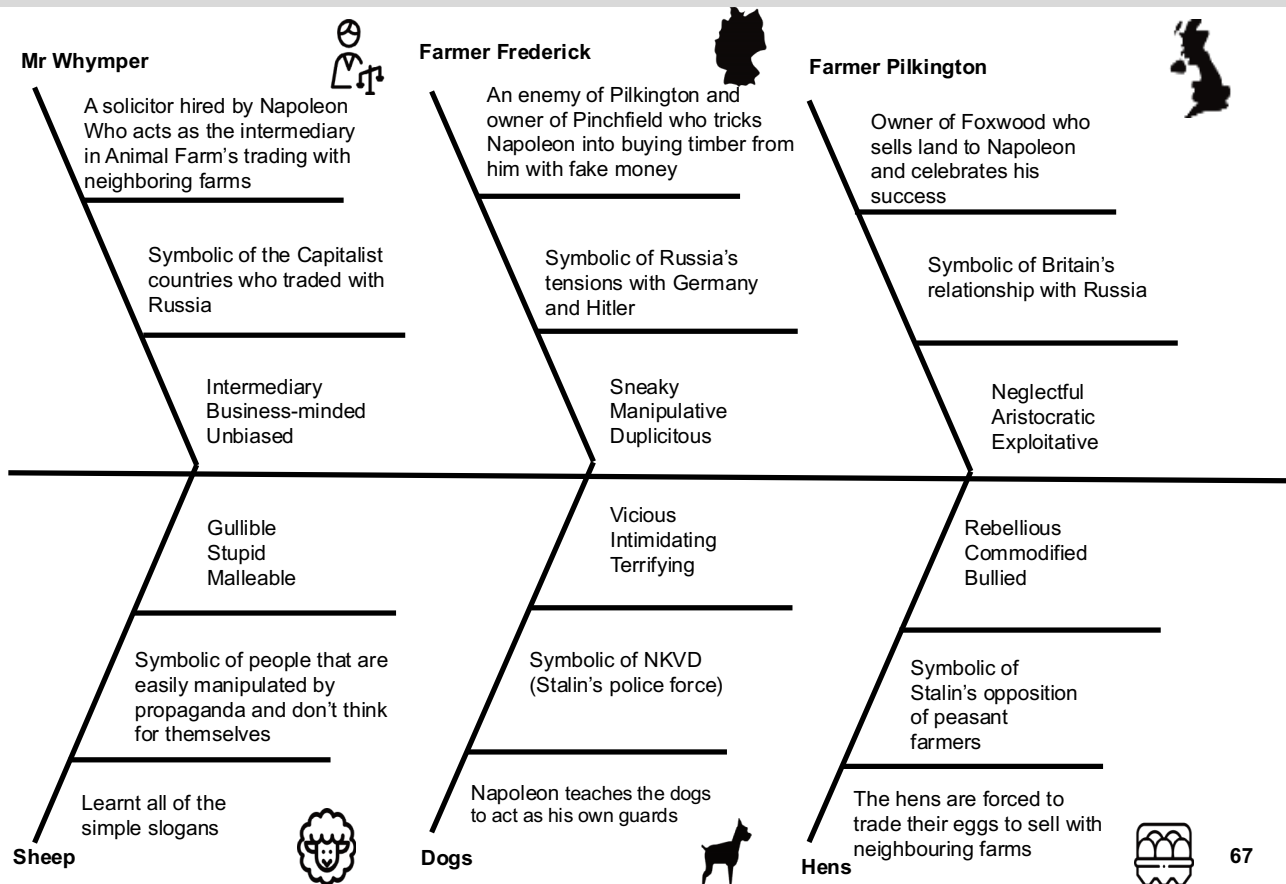 Mr Whymper
A solicitor hired by Napoleon
Who acts as the intermediary
in Animal Farm's trading with
neighboring farms
Symbolic of the Capitalist
countries who traded with
Russia
Intermediary
Business-minded
Unbiased
Farmer Frederick
An enemy of Pilkington and
owner of Pinchfield who tricks
Napoleon into buying timber from
him with fake money
Symbolic of Russia's
tensions with Germany
and Hitler
Sneaky
Manipulative
Duplicitous
Farmer Pilkington
Owner of Foxwood who
sells land to Napoleon
and celebrates his
success
Symbolic of Britain's
relationship with Russia
Neglectful
Aristocratic
Exploitative
Gullible
Stupid
Malleable
Symbolic of people that are
easily manipulated by
propaganda and don't think
for themselves
Learnt all of the
simple slogans
Sheep
Vicious
Intimidating
Terrifying
Symbolic of NKVD
(Stalin's police force)
Napoleon teaches the dogs
to act as his own guards
Dogs
Rebellious
Commodified
Bullied
Symbolic of
Stalin's opposition
of peasant
farmers
The hens are forced to
trade their eggs to sell with
neighbouring farms
Hens
67